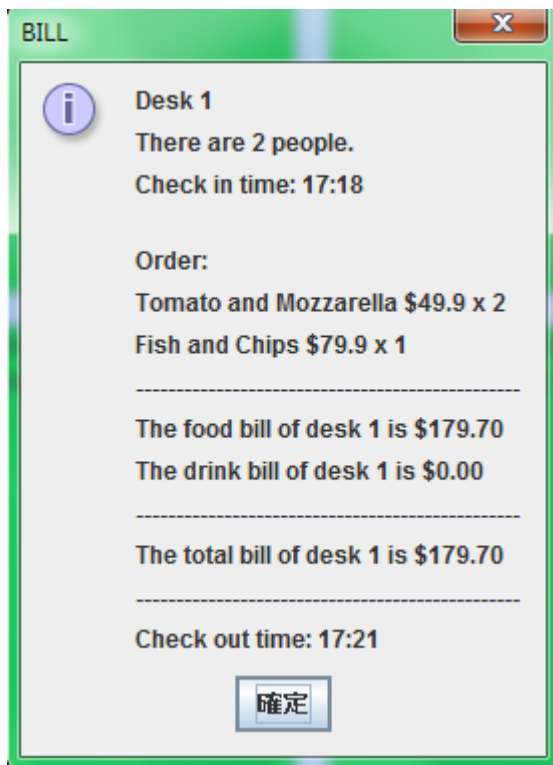 BILL
Desk 1
There are 2 people.
Check in time: 17:18
Order:
Tomato and Mozzarella $49.9 x 2
Fish and Chips $79.9 x 1
------------------------------------------------
The food bill of desk 1 is $179.70
The drink bill of desk 1 is $0.00
------------------------------------------------
The total bill of desk 1 is $179.70
------------------------------------------------
Check out time: 17:21
確定